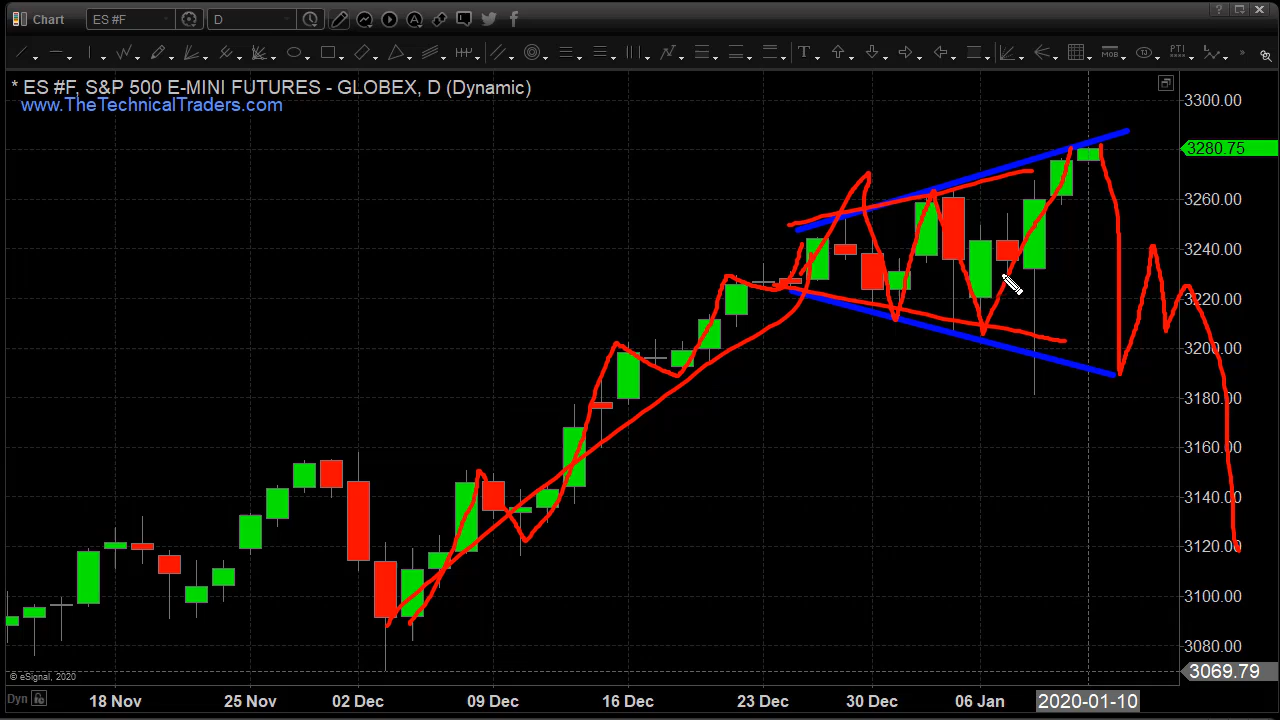 Chart
ES #F
D
T
MOB
PTI
* ES #F, S&P 500 E-MINI FUTURES - GLOBEX, D (Dynamic)
www.TheTechnicalTraders.com
3300.00
3280.75
3260.00
3240.00
3220.00
3200.00
3180.00
3160.00
3140.00
3120.00
3100.00
3080.00
3069.79
© eSignal, 2020
Dyn
18 Nov
25 Nov
02 Dec
09 Dec
16 Dec
23 Dec
30 Dec
06 Jan
2020-01-10